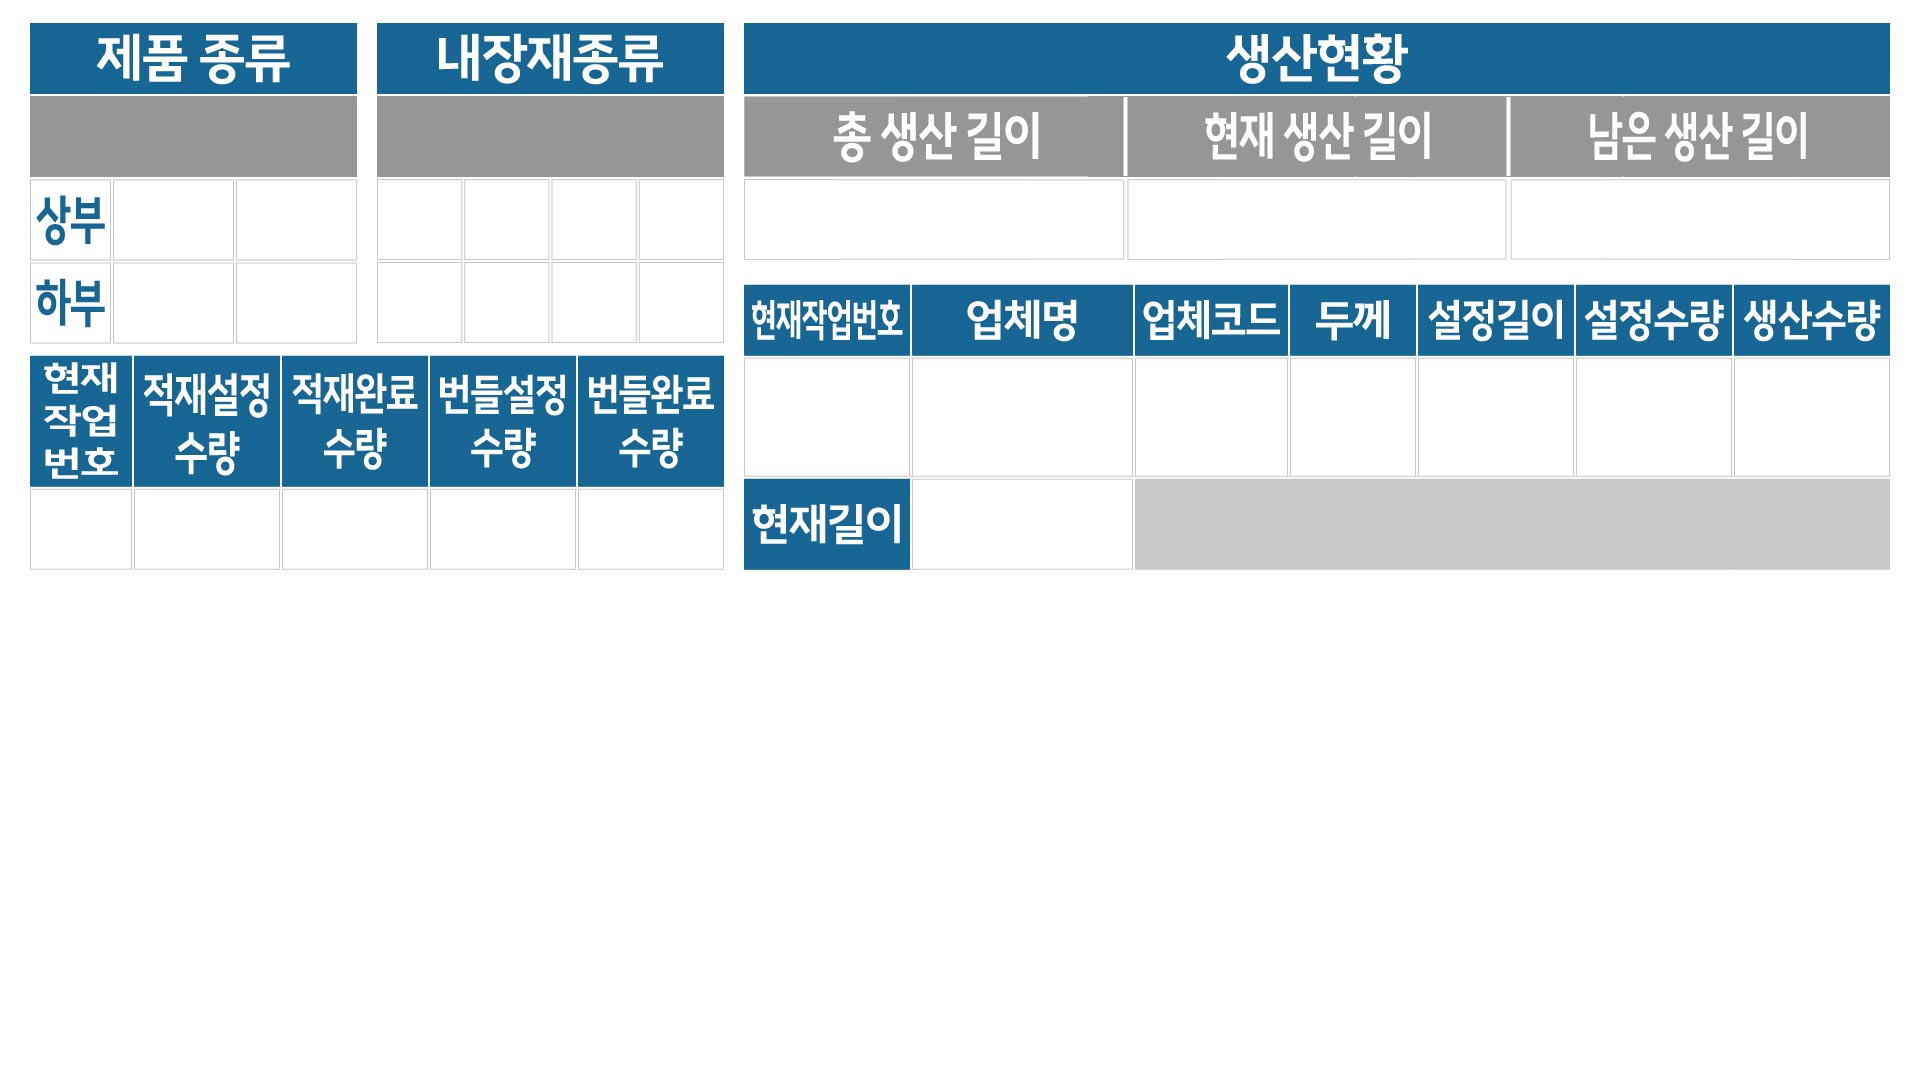 제품 종류
내장재종류
생산현황
총 생산 길이
현재 생산 길이
남은 생산 길이
상부
하부
현재작업번호
업체명
업체코드
두께
설정길이
설정수량
생산수량
현재
작업
번호
적재설정
수량
적재완료
수량
번들설정
수량
번들완료
수량
현재길이